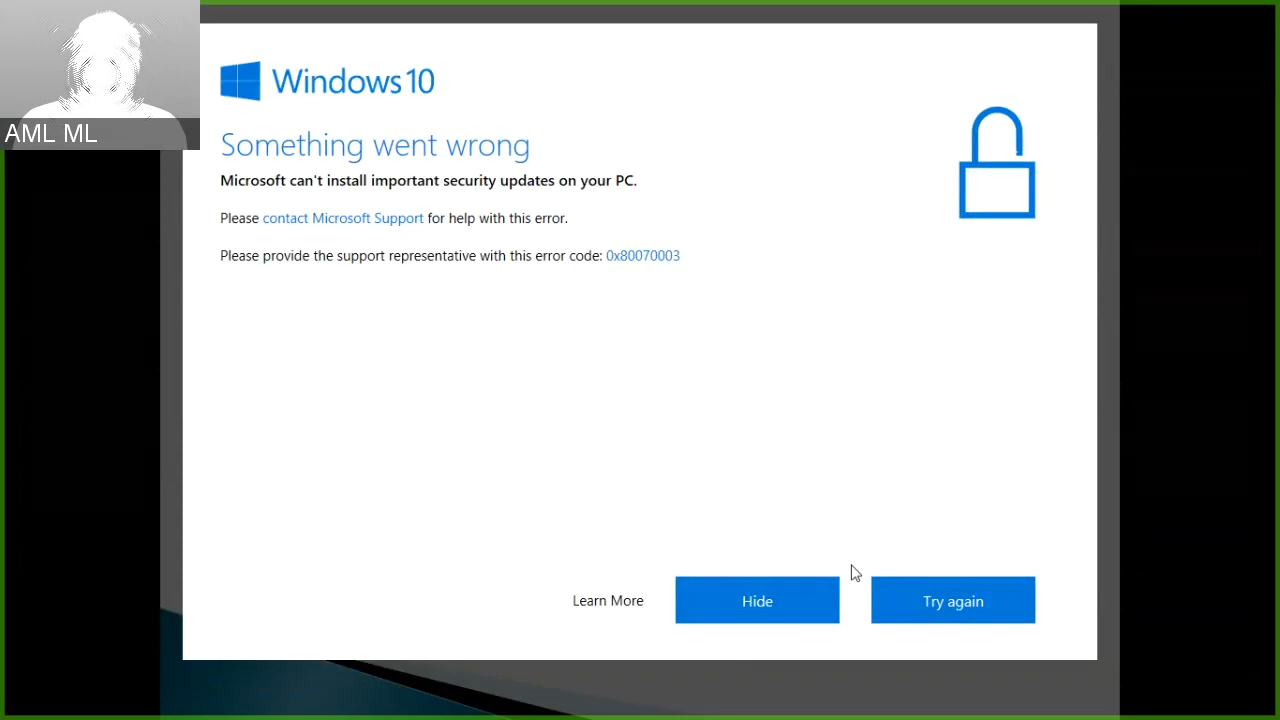 AML ML
Windows 10
Something went wrong
Microsoft can't install important security updates on your PC.
Please contact Microsoft Support for help with this error.
Please provide the support representative with this error code: 0x80070003
Learn More
Hide
Try again